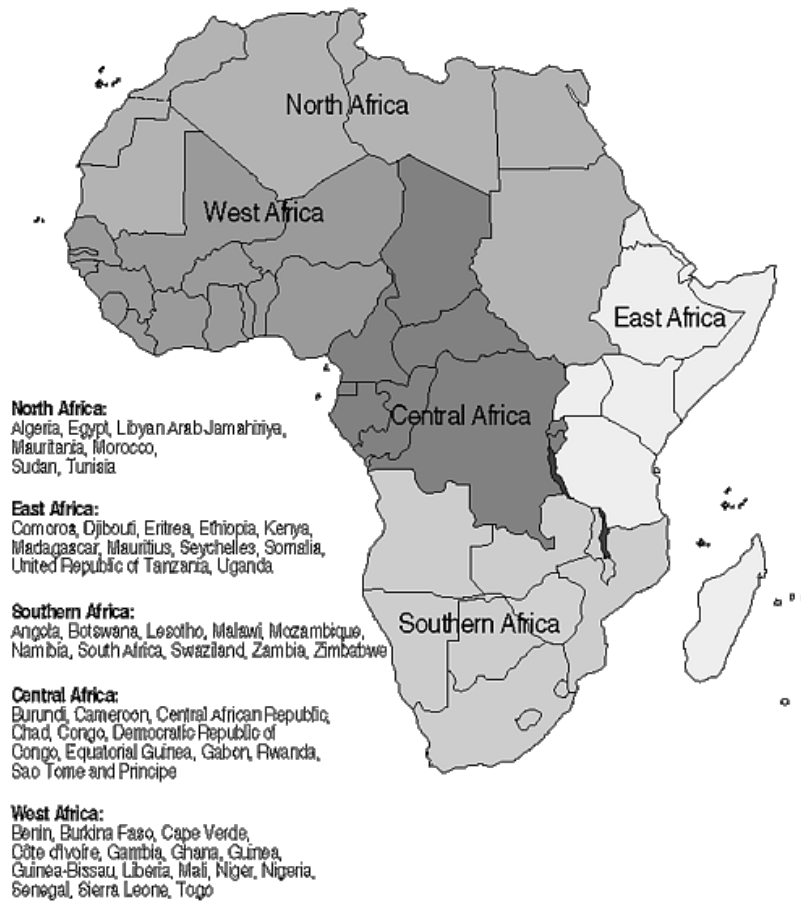 North Africa
West Africa
East Africa
Central Africa
Southern Africa
North Africa:
Algeria, Egypt, Libyan Arab Jamahiriya,
Mauritania, Morocco,
Sudan, Tunisia
East Africa:
Comoros, Djibouti, Eritrea, Ethiopia, Kenya,
Madagascar, Mauritius, Seychelles, Somalia,
United Republic of Tanzania, Uganda
Southern Africa:
Angola, Botswana, Lesotho, Malawi, Mozambique,
Namibia, South Africa, Swaziland, Zambia, Zimbabwe
Central Africa:
Burundi, Cameroon, Central African Republic,
Chad, Congo, Democratic Republic of
Congo, Equatorial Guinea, Gabon, Rwanda,
Sao Tome and Principe
West Africa:
Benin, Burkina Faso, Cape Verde,
Côte d'Ivoire, Gambia, Ghana, Guinea,
Guinea-Bissau, Liberia, Mali, Niger, Nigeria,
Senegal, Sierra Leone, Togo